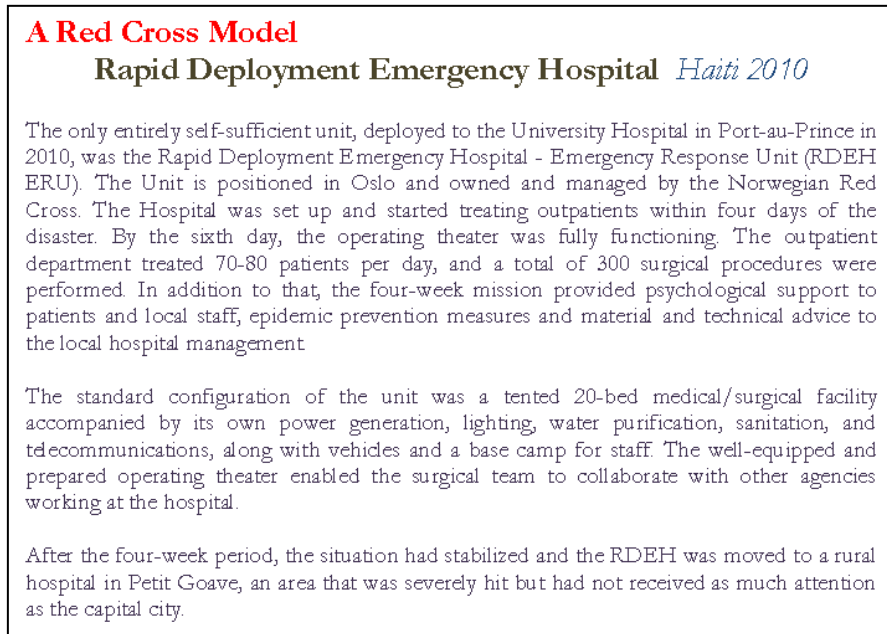 A Red Cross Model
Rapid Deployment Emergency Hospital Haiti 2010
The only entirely self-sufficient unit, deployed to the University Hospital in Port-au-Prince in
2010, was the Rapid Deployment Emergency Hospital - Emergency Response Unit (RDEH
ERU). The Unit is positioned in Oslo and owned and managed by the Norwegian Red
Cross. The Hospital was set up and started treating outpatients within four days of the
disaster. By the sixth day, the operating theater was fully functioning. The outpatient
department treated 70-80 patients per day, and a total of 300 surgical procedures were
performed. In addition to that, the four-week mission provided psychological support to
patients and local staff, epidemic prevention measures and material and technical advice to
the local hospital management.
The standard configuration of the unit was a tented 20-bed medical/surgical facility
accompanied by its own power generation, lighting, water purification, sanitation, and
telecommunications, along with vehicles and a base camp for staff. The well-equipped and
prepared operating theater enabled the surgical team to collaborate with other agencies
working at the hospital.
After the four-week period, the situation had stabilized and the RDEH was moved to a rural
hospital in Petit Goave, an area that was severely hit but had not received as much attention
as the capital city.